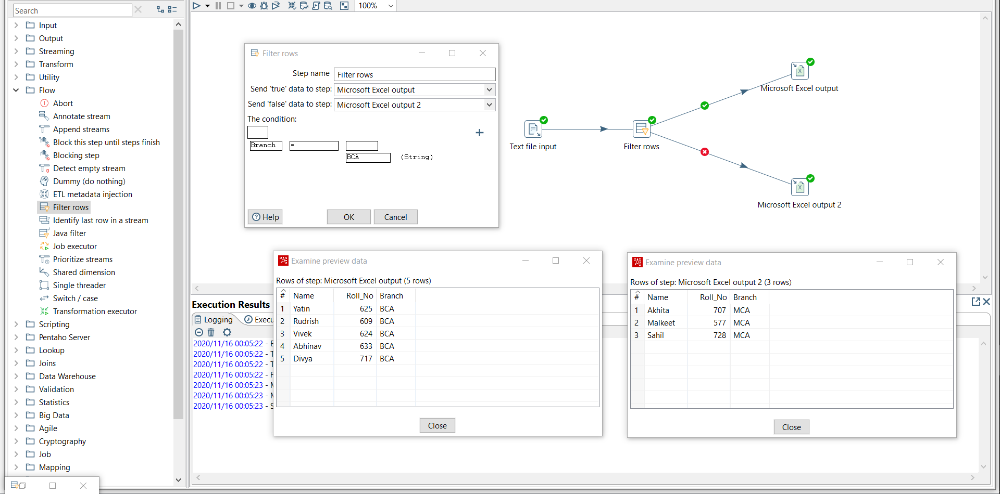 Search
100%
Input
Output
Streaming
Transform
Utility
Flow
Abort
Annotate stream
Append streams
Block this step until steps finish
Blocking step
Detect empty stream
Dummy (do nothing)
ETL metadata injection
Filter rows
Identify last row in a stream
Java filter
Job executor
Prioritize streams
Shared dimension
Single threader
Switch / case
Transformation executor
Scripting
Pentaho Server
Lookup
Joins
Data Warehouse
Validation
Statistics
Big Data
Agile
Cryptography
Job
Mapping
Filter rows
Step name Filter rows
Send 'true' data to step: Microsoft Excel output
Send 'false' data to step: Microsoft Excel output 2
The condition:
Branch =
BCA (String)
Help OK Cancel
Text file input
Filter rows
Microsoft Excel output
Microsoft Excel output 2
Execution Results
Logging Execu
2020/11/16 00:05:22 - E
2020/11/16 00:05:22 - T
2020/11/16 00:05:22 - T
2020/11/16 00:05:22 - F
2020/11/16 00:05:23 - M
2020/11/16 00:05:23 - M
2020/11/16 00:05:23 - S
Examine preview data
Rows of step: Microsoft Excel output (5 rows)
# Name Roll_No Branch
1 Yatin 625 BCA
2 Rudrish 609 BCA
3 Vivek 624 BCA
4 Abhinav 633 BCA
5 Divya 717 BCA
Close
Examine preview data
Rows of step: Microsoft Excel output 2 (3 rows)
# Name Roll_No Branch
1 Akhita 707 MCA
2 Malkeet 577 MCA
3 Sahil 728 MCA
Close